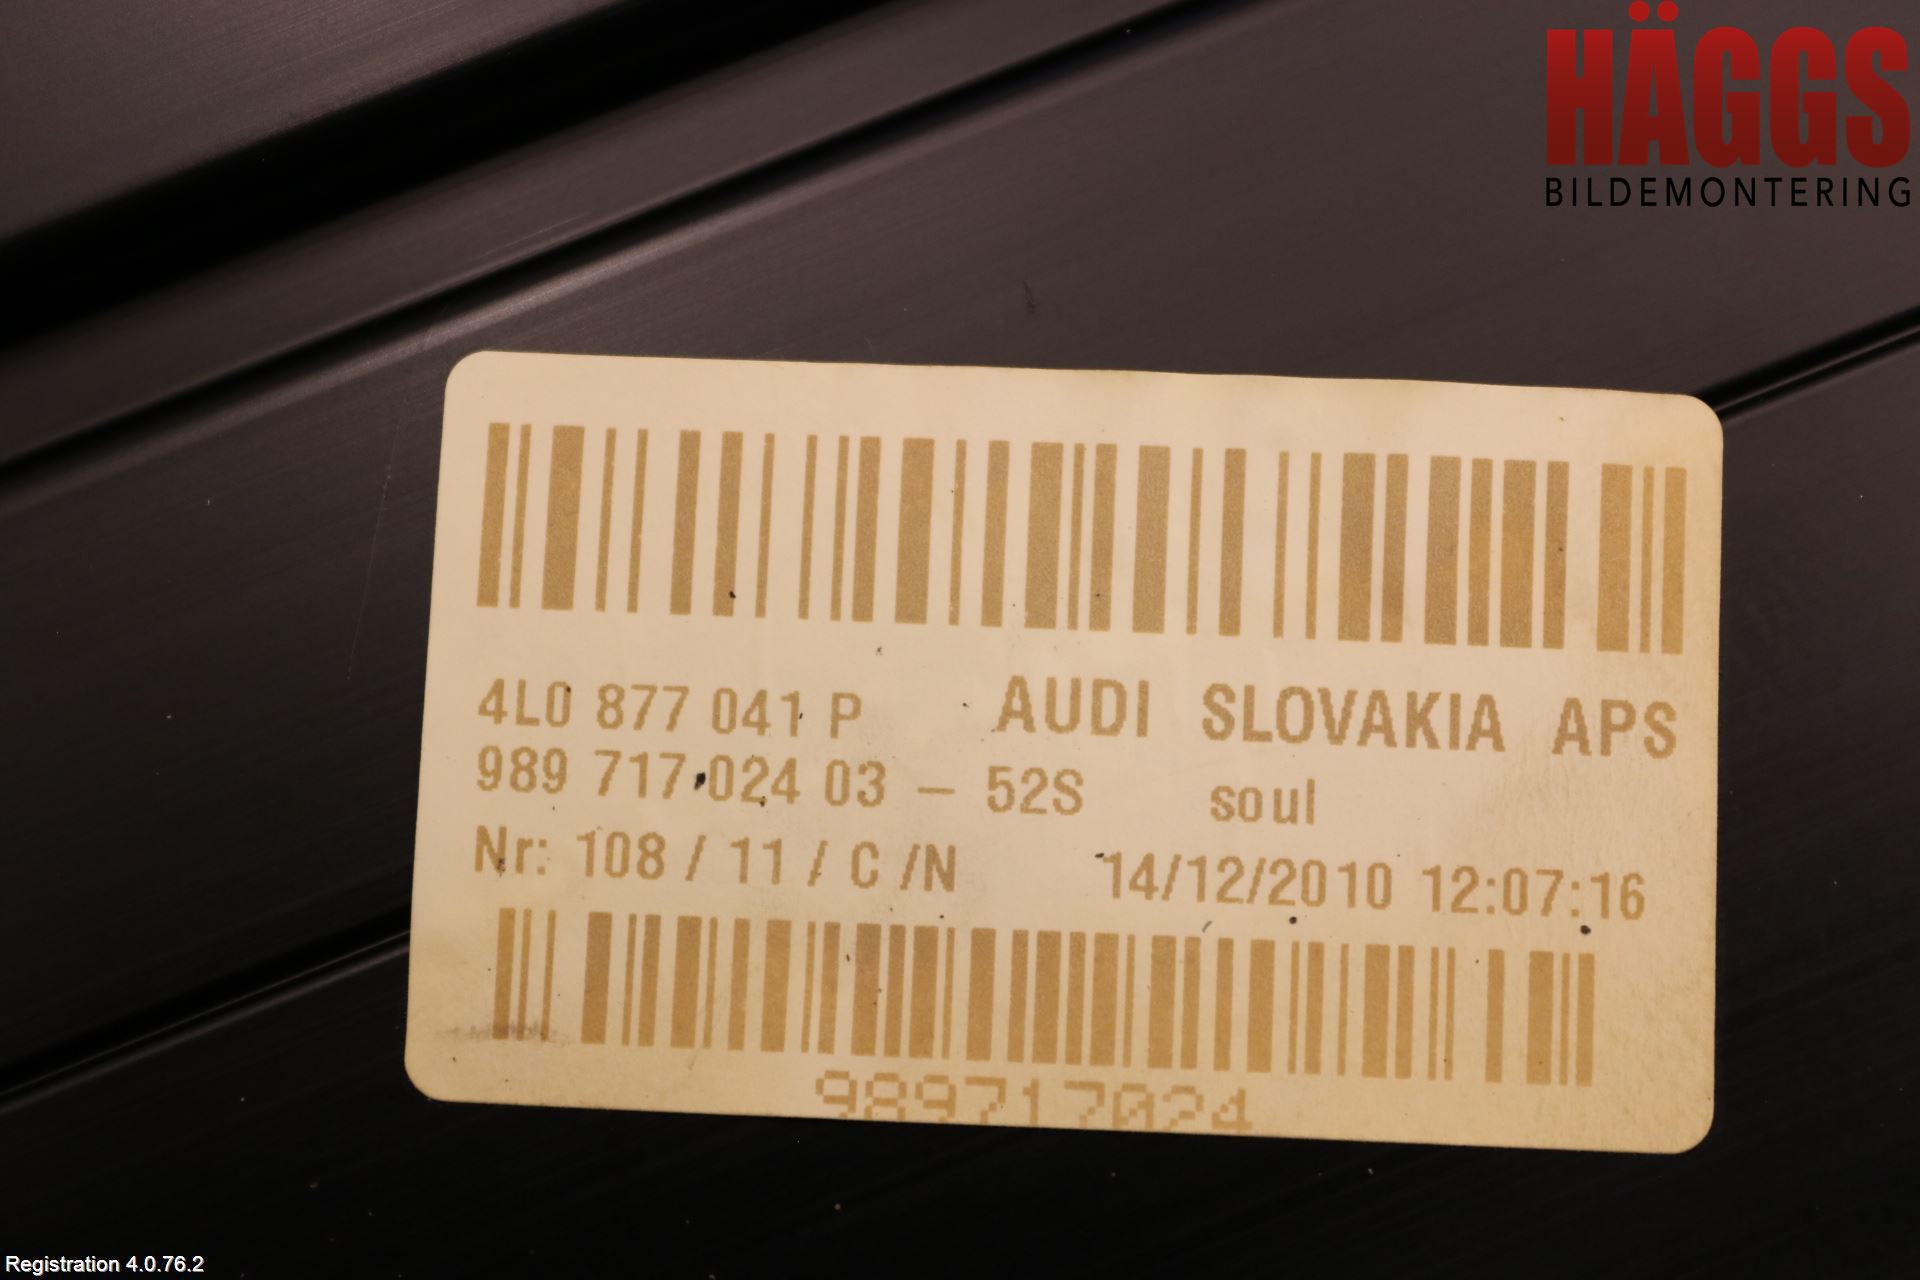 HÄGGS
BILDEMONTERING
4L0 877 041 P AUDI SLOVAKIA APS
989 717 024 03 – 52S soul
Nr: 108 / 11 / C /N 14/12/2010 12:07:16
989717024
Registration 4.0.76.2